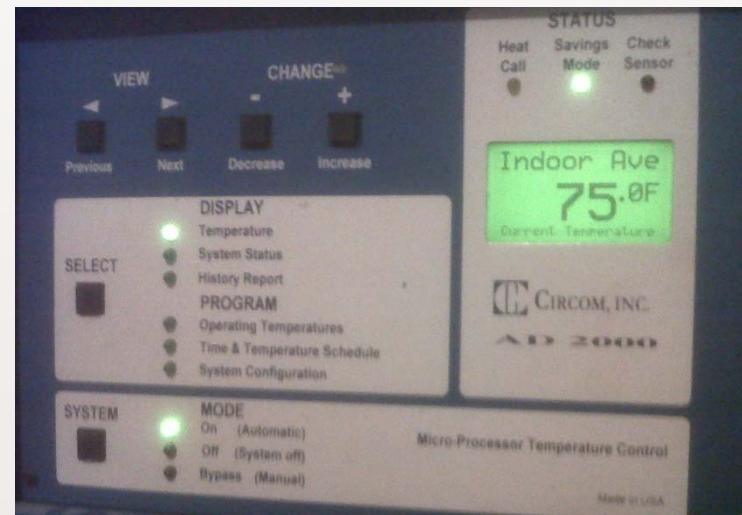 VIEW
CHANGE
◄ ► - +
Previous Next Decrease Increase
SELECT
DISPLAY
Temperature
System Status
History Report
PROGRAM
Operating Temperatures
Time & Temperature Schedule
System Configuration
SYSTEM
MODE
On (Automatic)
Off (System off)
Bypass (Manual)
STATUS
Heat Call
Savings Mode
Check Sensor
Indoor Ave
75.0F
Current Temperature
CIRCOM, INC.
AD 2000
Micro-Processor Temperature Control
Made in USA